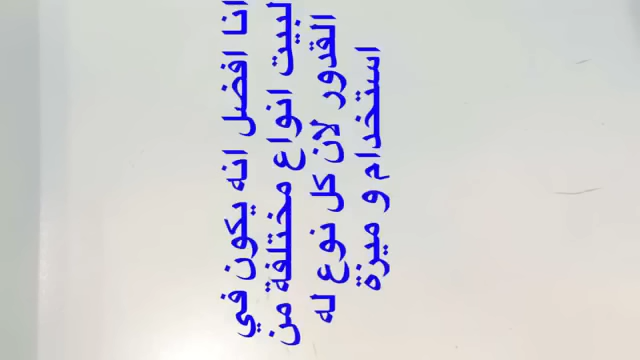 انا افضل انه يكون في
لبيت انواع مختلفة من
القدور لان كل نوع له
استخدام و ميزة